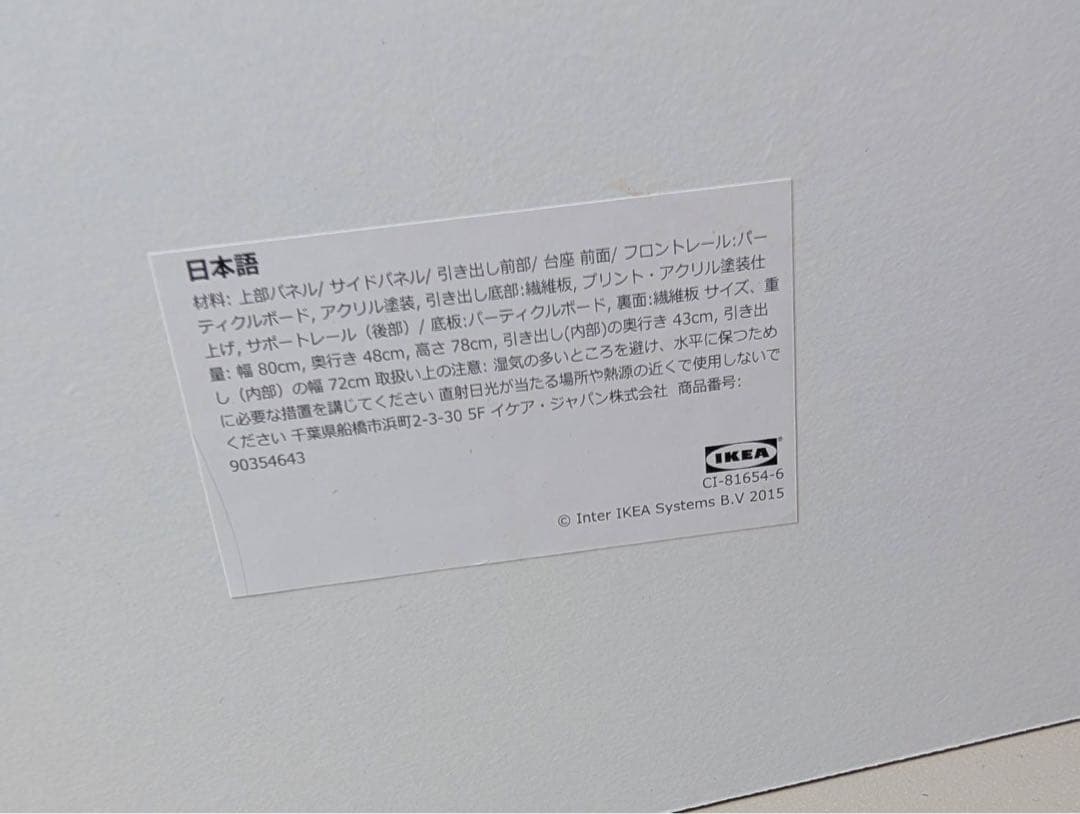 日本語
材料: 上部パネル/ サイドパネル/ 引き出し前部/ 台座 前面/ フロントレール:パー
ティクルボード, アクリル塗装, 引き出し底部:繊維板, プリント・アクリル塗装仕
上げ, サポートレール（後部）/ 底板:パーティクルボード, 裏面:繊維板 サイズ、重
量: 幅 80cm, 奥行き 48cm, 高さ 78cm, 引き出し(内部)の奥行き 43cm, 引き出
し（内部）の幅 72cm 取扱い上の注意: 湿気の多いところを避け、水平に保つため
に必要な措置を講じてください 直射日光が当たる場所や熱源の近くで使用しないで
ください 千葉県船橋市浜町2-3-30 5F イケア・ジャパン株式会社 商品番号:
90354643
IKEA®
CI-81654-6
© Inter IKEA Systems B.V 2015